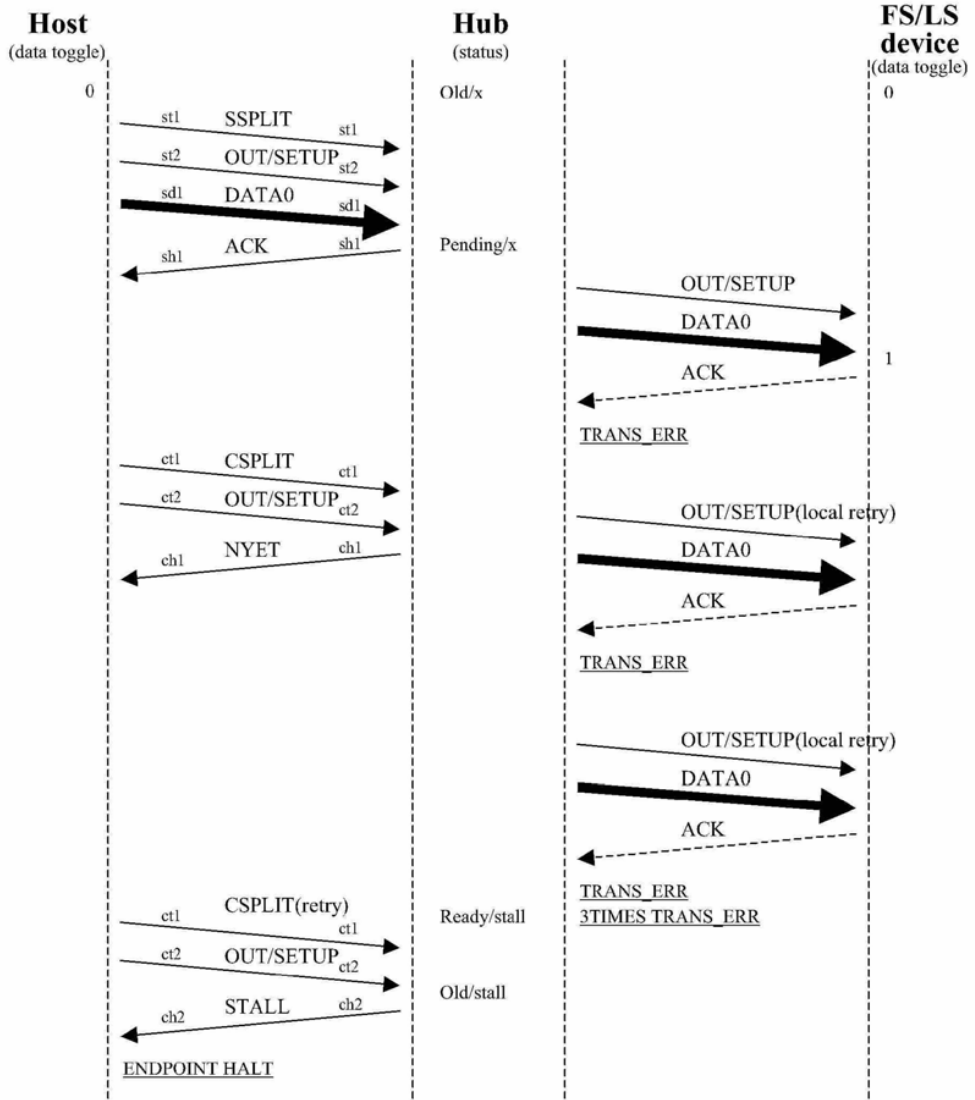 Host
(data toggle)
Hub
(status)
FS/LS
device
(data toggle)
0
Old/x
0
st1
SSPLIT
st1
st2
OUT/SETUP
st2
sd1
DATA0
sd1
sh1
ACK
sh1
Pending/x
OUT/SETUP
DATA0
1
ACK
TRANS_ERR
ct1
CSPLIT
ct1
ct2
OUT/SETUP
ct2
ch1
NYET
ch1
OUT/SETUP(local retry)
DATA0
ACK
TRANS_ERR
OUT/SETUP(local retry)
DATA0
ACK
TRANS_ERR
3TIMES TRANS_ERR
ct1
CSPLIT(retry)
ct1
Ready/stall
ct2
OUT/SETUP
ct2
Old/stall
ch2
STALL
ch2
ENDPOINT HALT